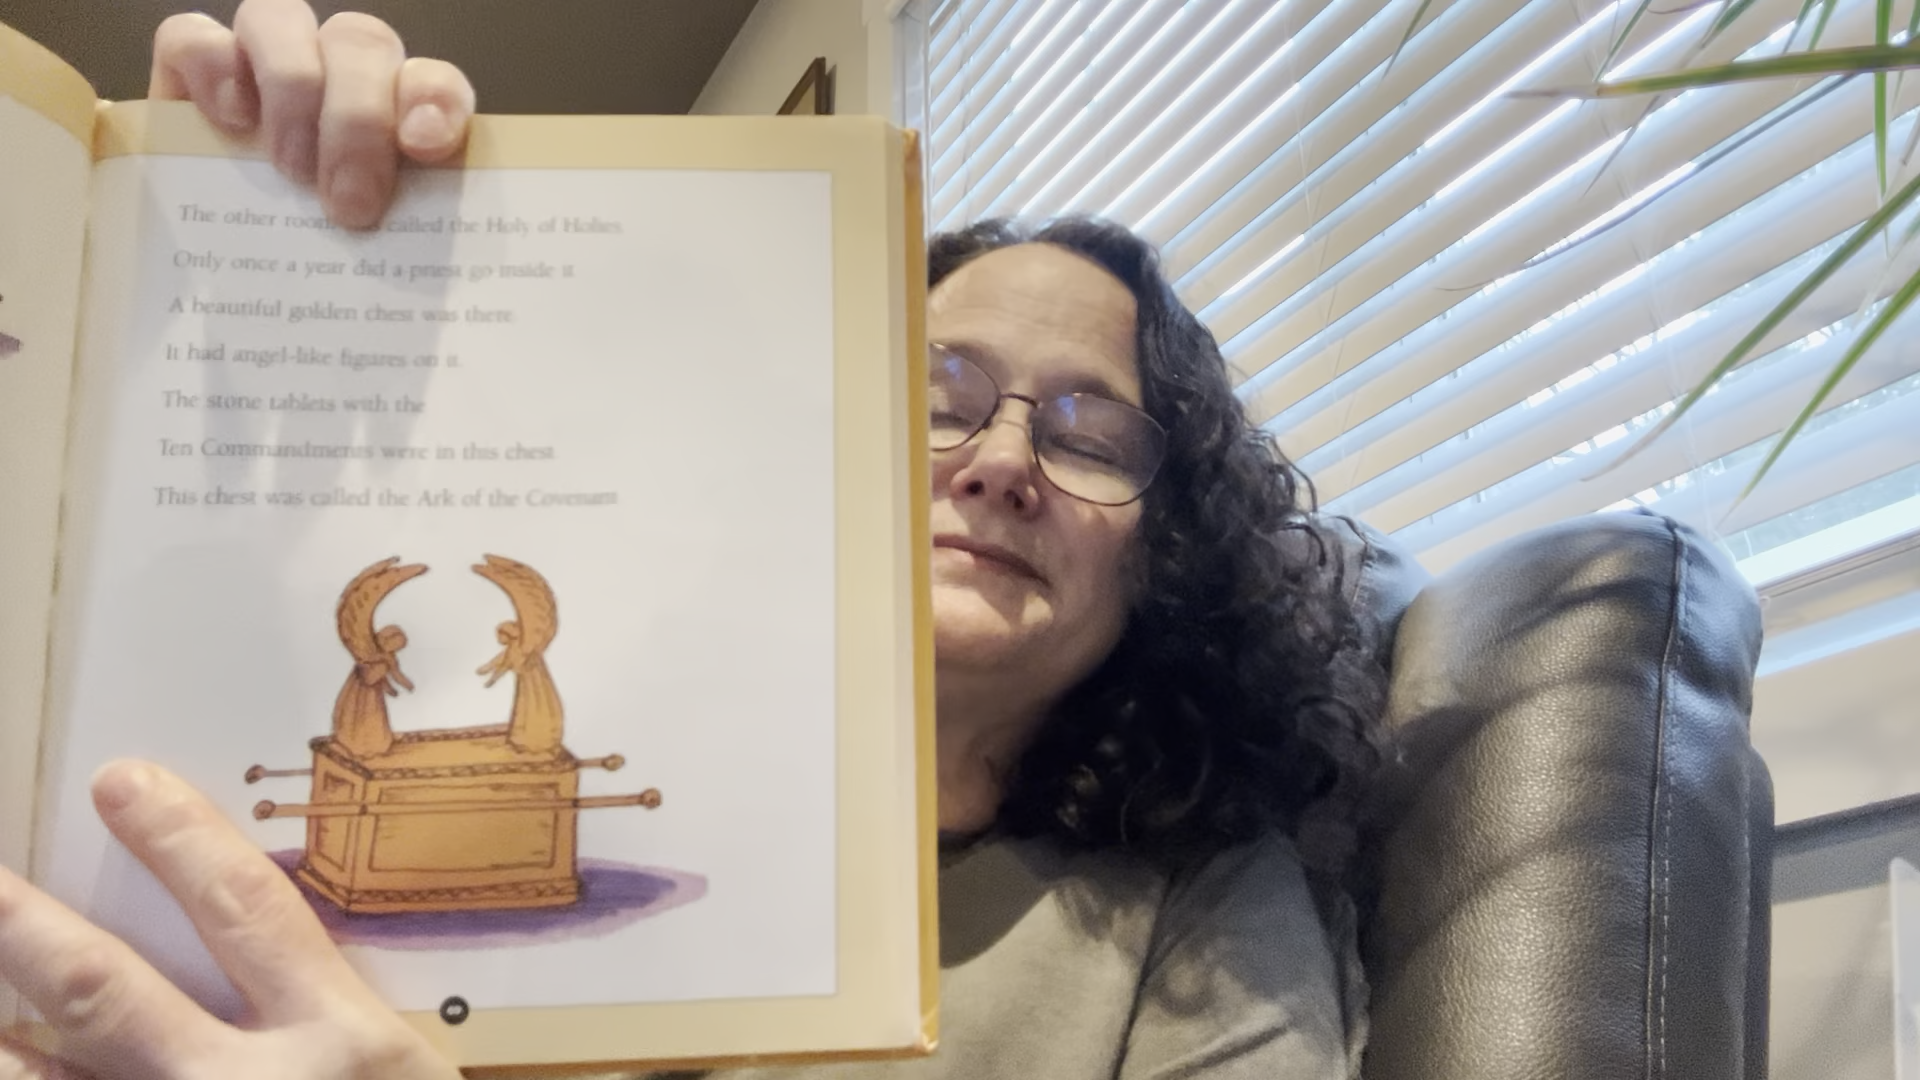 The other room called the Holy of Holies
Only once a year did a priest go inside it
A beautiful golden chest was there
It had angel-like figures on it.
The stone tablets with the
Ten Commandments were in this chest
This chest was called the Ark of the Covenant